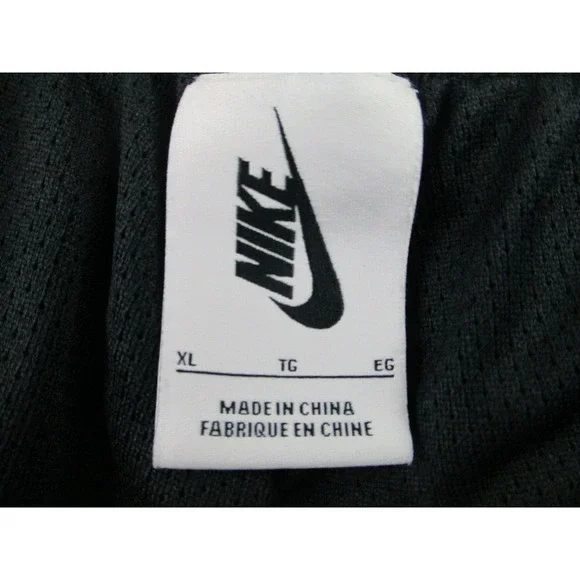 NIKE
XL TG EG
MADE IN CHINA
FABRIQUE EN CHINE